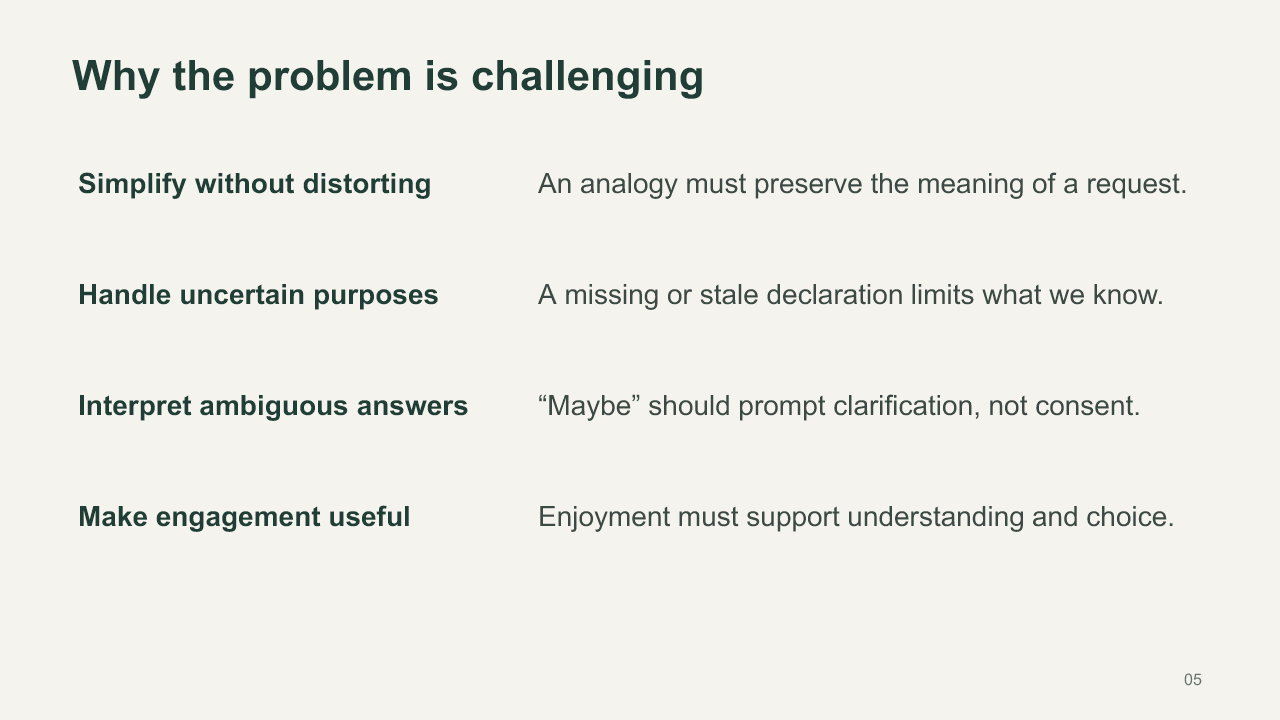 Why the problem is challenging
Simplify without distorting
An analogy must preserve the meaning of a request.
Handle uncertain purposes
A missing or stale declaration limits what we know.
Interpret ambiguous answers
“Maybe” should prompt clarification, not consent.
Make engagement useful
Enjoyment must support understanding and choice.
05